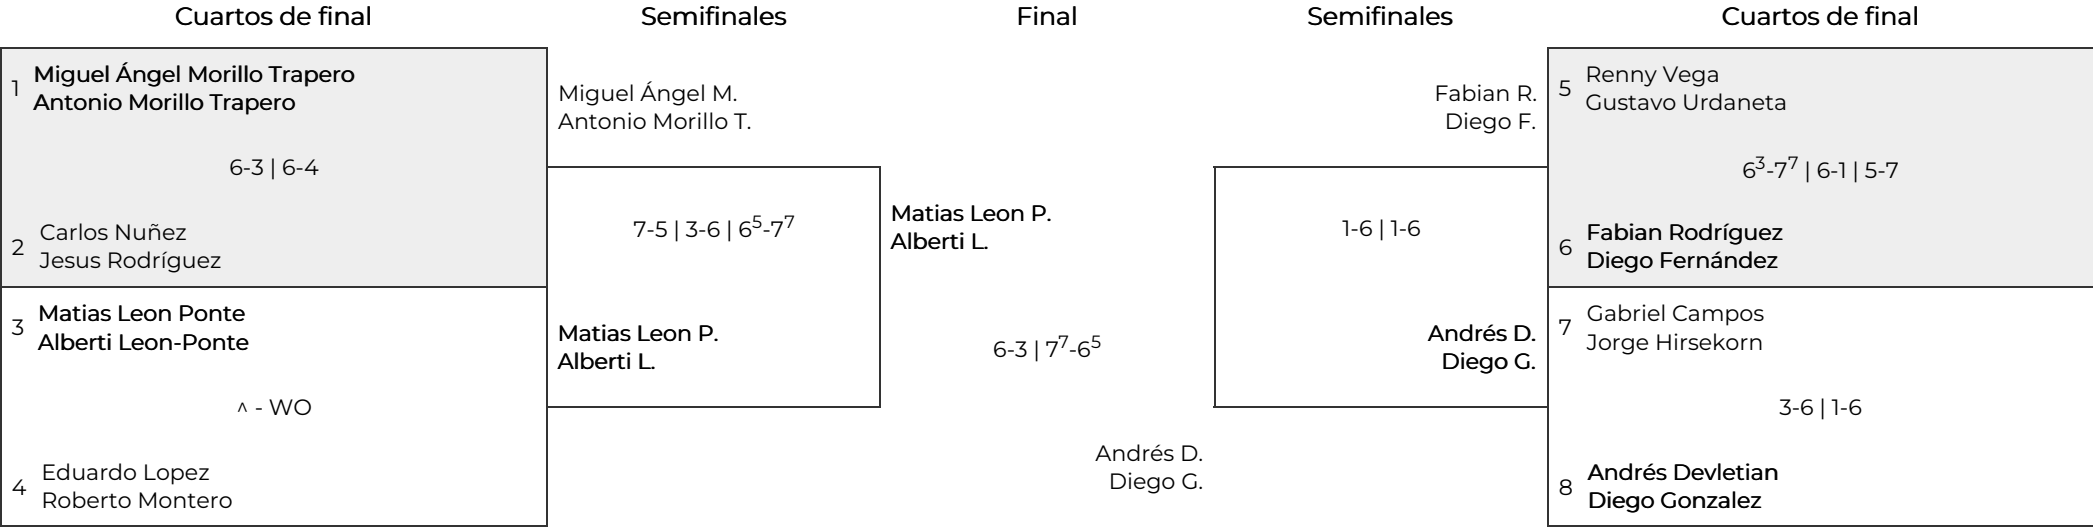 Cuartos de final
Semifinales
Final
Semifinales
Cuartos de final
1
Miguel Ángel Morillo Trapero
Antonio Morillo Trapero
6-3 | 6-4
2
Carlos Nuñez
Jesus Rodríguez
3
Matias Leon Ponte
Alberti Leon-Ponte
^ - WO
4
Eduardo Lopez
Roberto Montero
Miguel Ángel M.
Antonio Morillo T.
7-5 | 3-6 | 6⁵-7⁷
Matias Leon P.
Alberti L.
Matias Leon P.
Alberti L.
6-3 | 7⁷-6⁵
Andrés D.
Diego G.
Fabian R.
Diego F.
1-6 | 1-6
Andrés D.
Diego G.
5
Renny Vega
Gustavo Urdaneta
6³-7⁷ | 6-1 | 5-7
6
Fabian Rodríguez
Diego Fernández
7
Gabriel Campos
Jorge Hirsekorn
3-6 | 1-6
8
Andrés Devletian
Diego Gonzalez